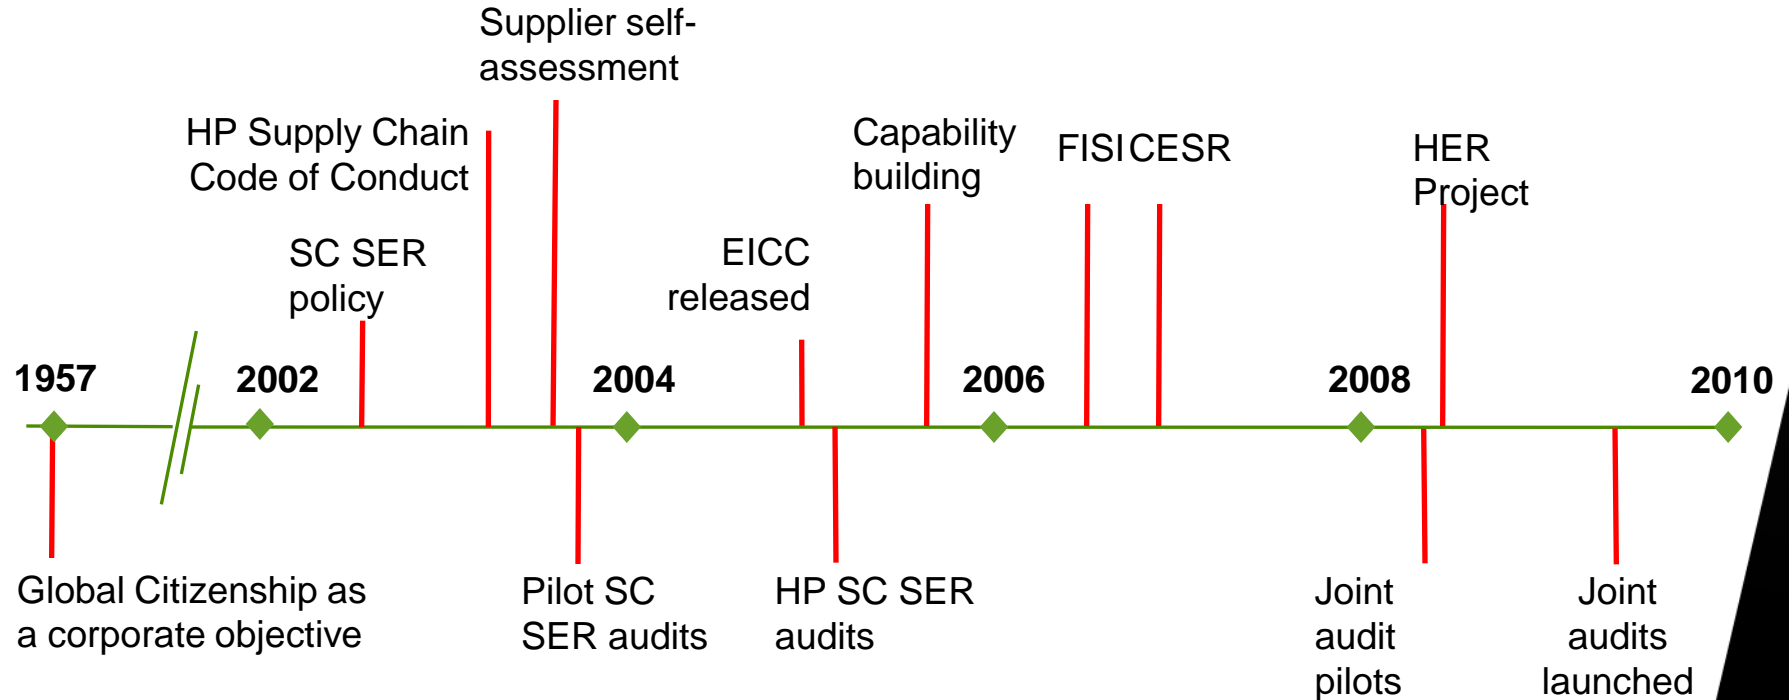 Supplier self-
assessment
HP Supply Chain
Code of Conduct
Capability
building
FISI CESR
HER
Project
SC SER
policy
EICC
released
1957
2002
2004
2006
2008
2010
Global Citizenship as
a corporate objective
Pilot SC
SER audits
HP SC SER
audits
Joint
audit
pilots
Joint
audits
launched